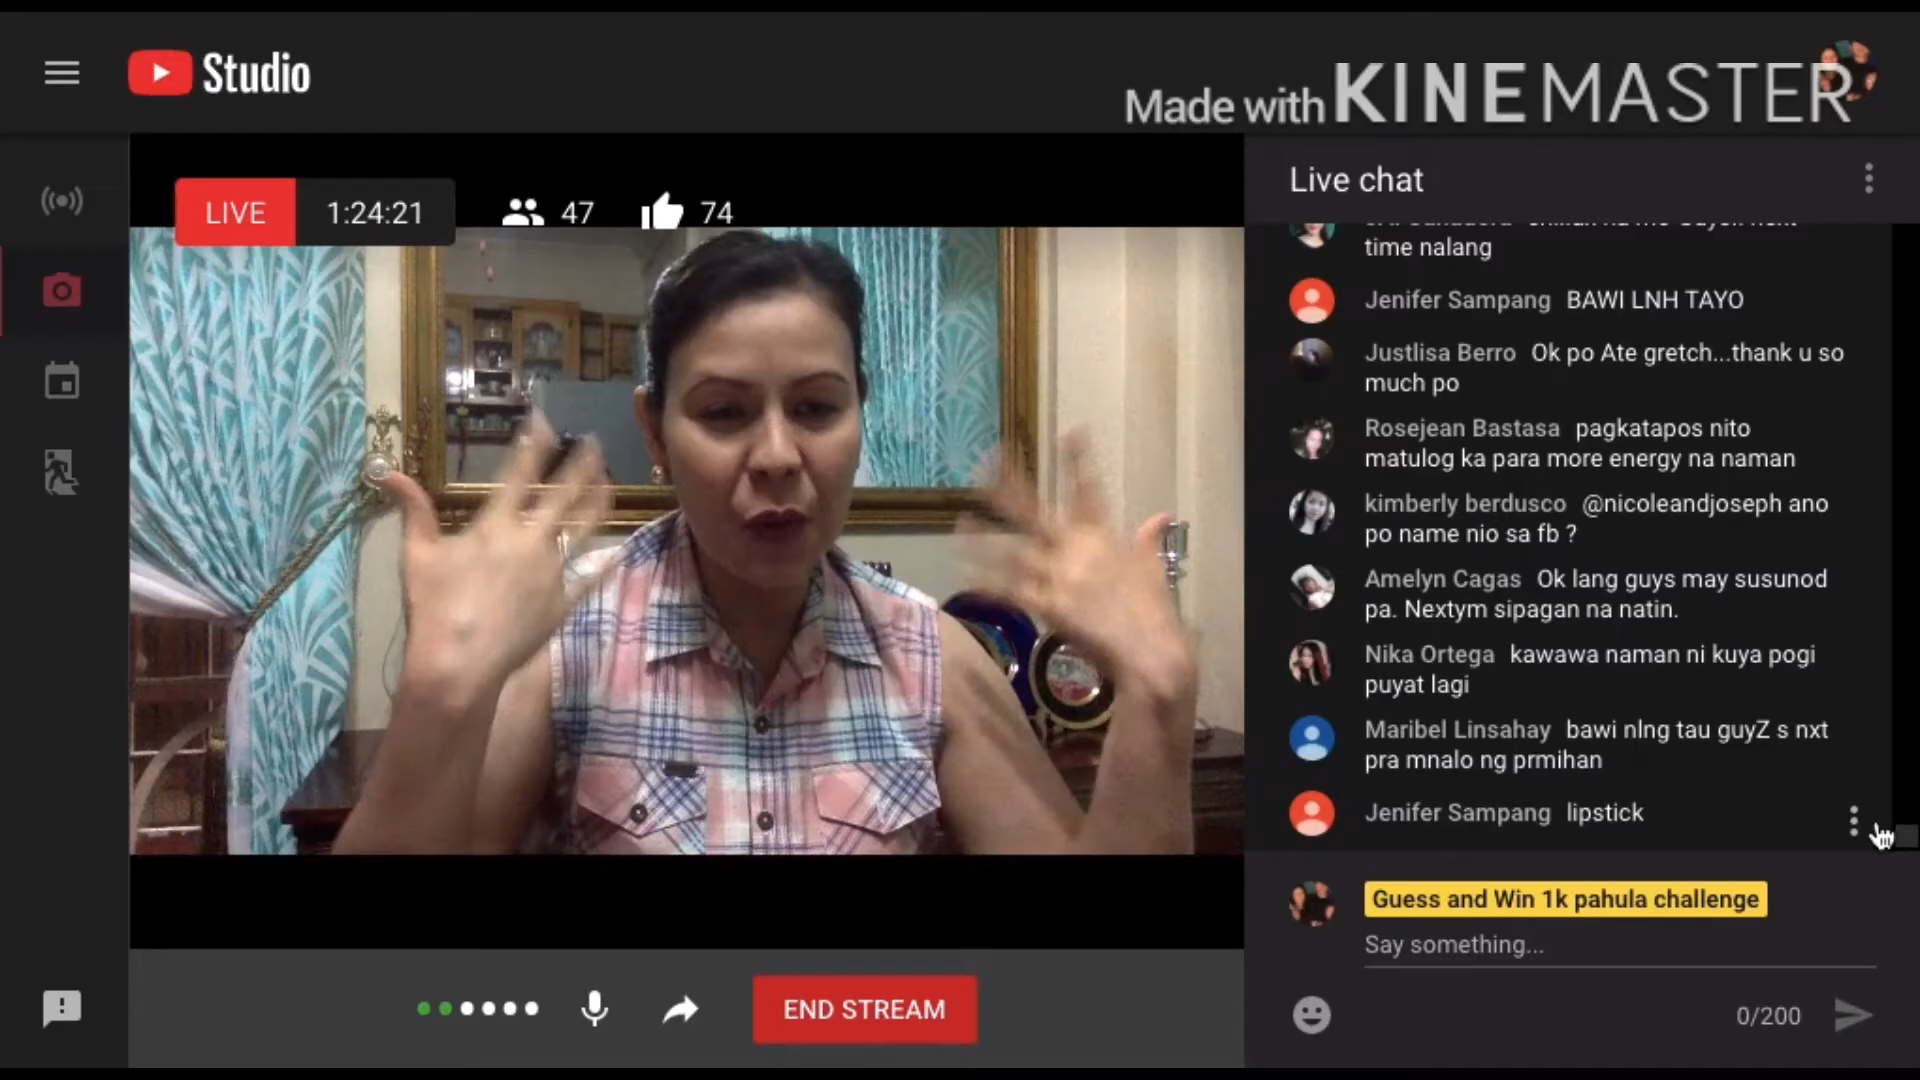 Studio
Made with KINEMASTER
LIVE 1:24:21 47 74
Live chat
time nalang
Jenifer Sampang BAWI LNH TAYO
Justlisa Berro Ok po Ate gretch...thank u so
much po
Rosejean Bastasa pagkatapos nito
matulog ka para more energy na naman
kimberly berdusco @nicoleandjoseph ano
po name nio sa fb ?
Amelyn Cagas Ok lang guys may susunod
pa. Nextym sipagan na natin.
Nika Ortega kawawa naman ni kuya pogi
puyat lagi
Maribel Linsahay bawi nlng tau guyZ s nxt
pra mnalo ng prmihan
Jenifer Sampang lipstick
Guess and Win 1k pahula challenge
Say something...
0/200
END STREAM